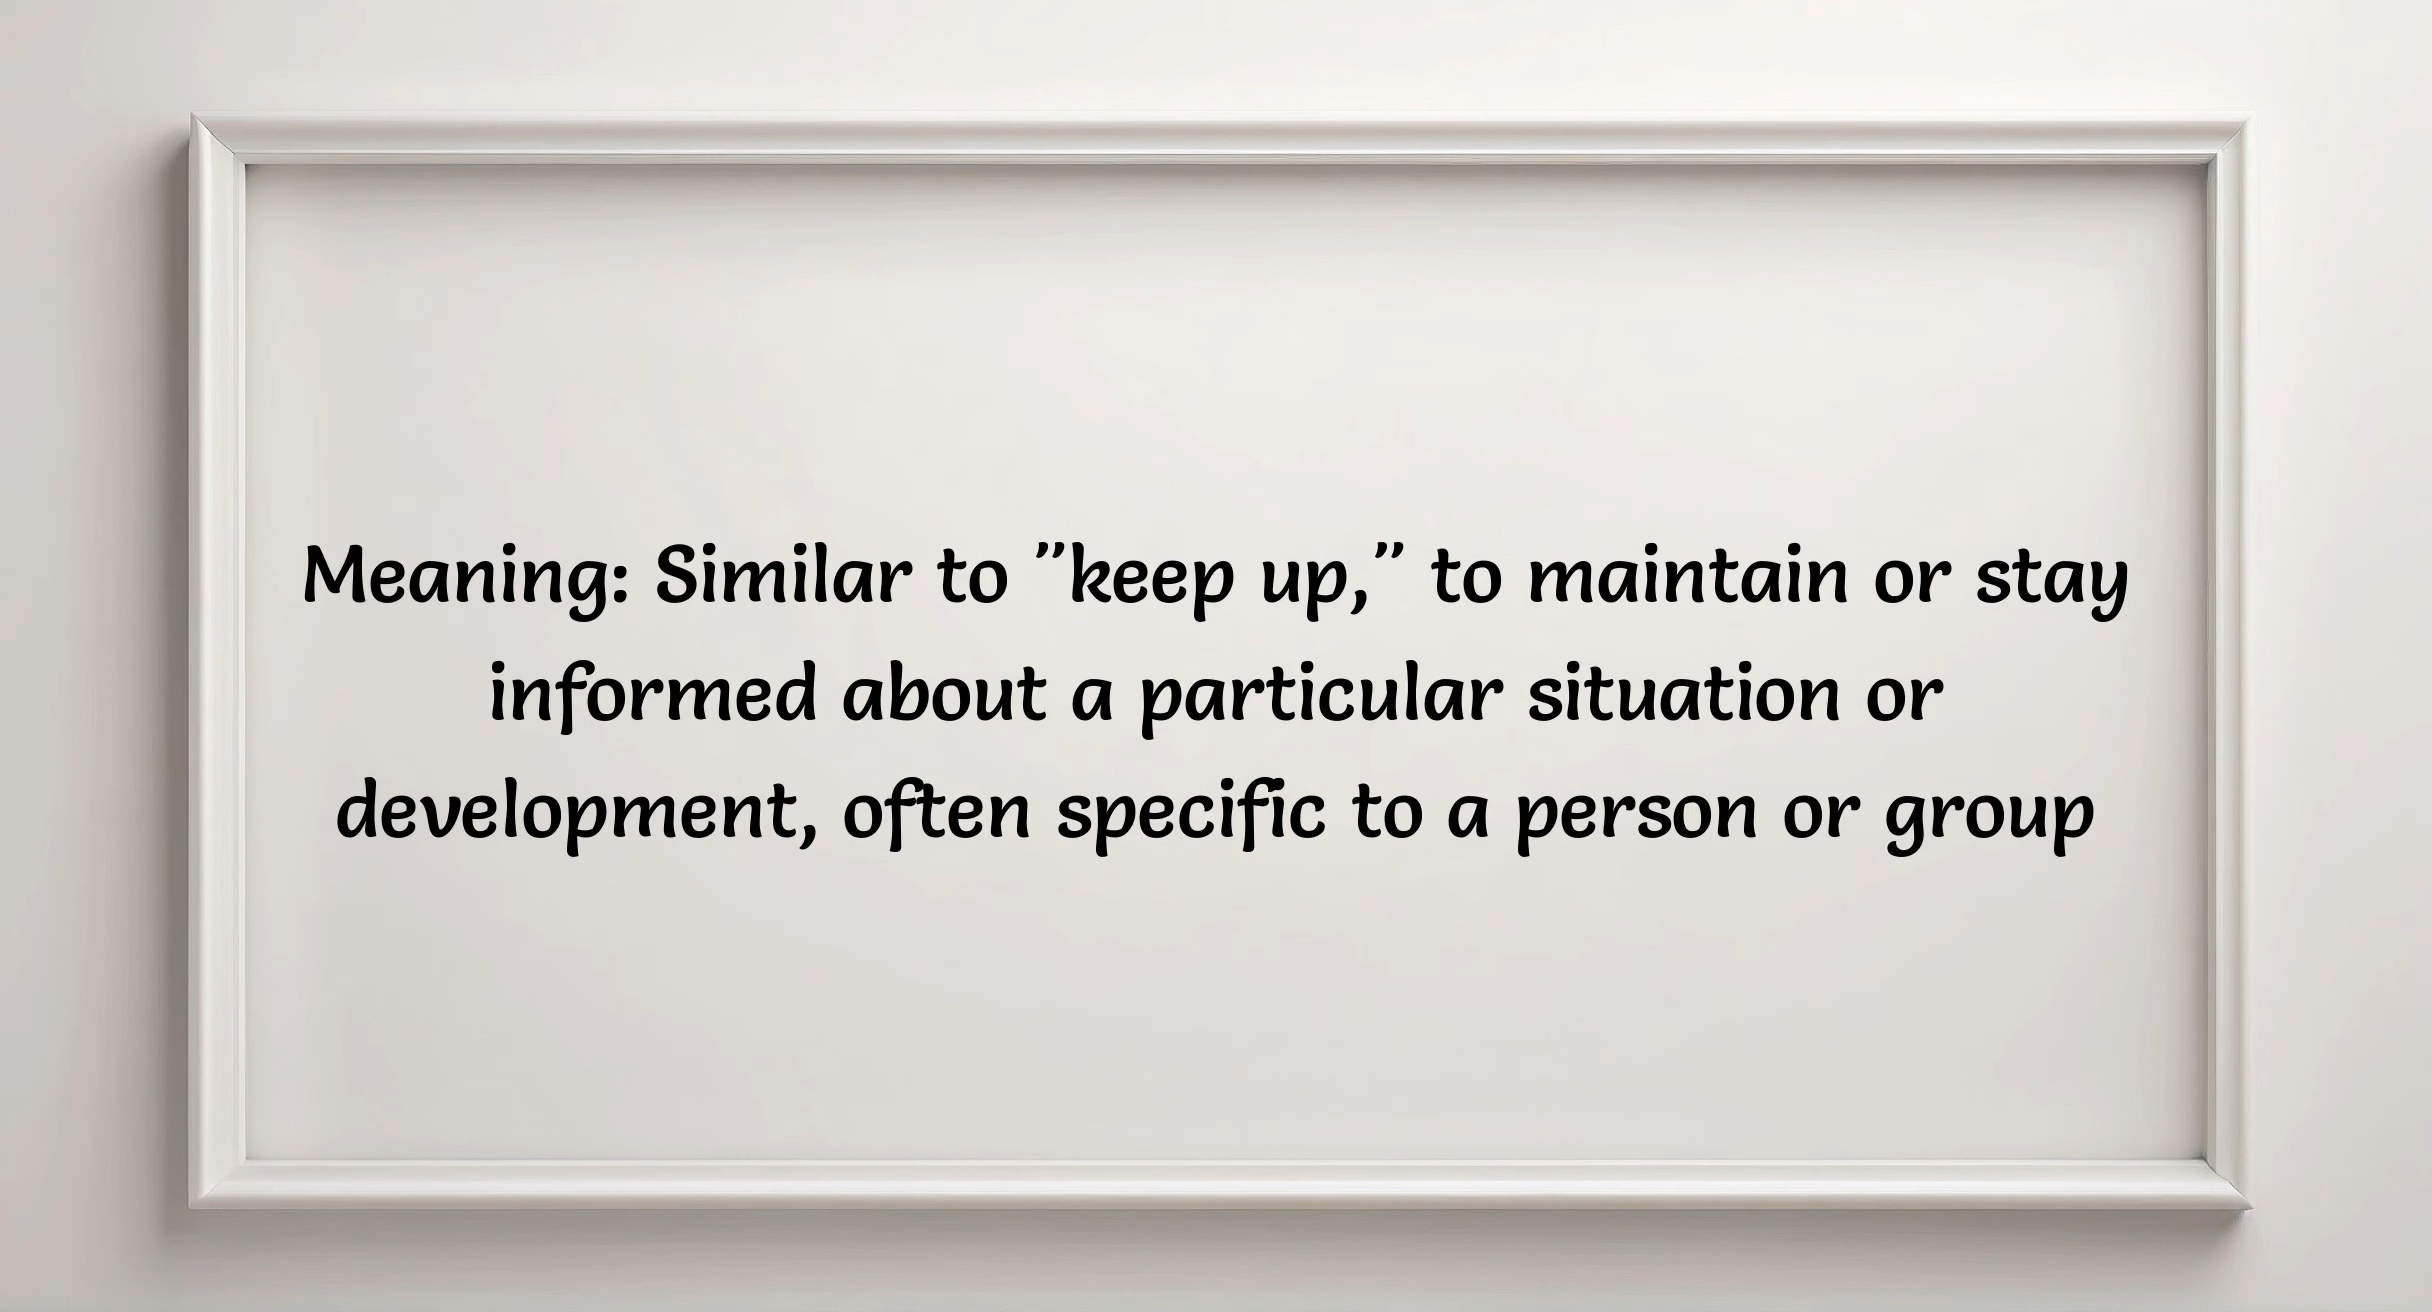 Meaning: Similar to "keep up," to maintain or stay
informed about a particular situation or
development, often specific to a person or group